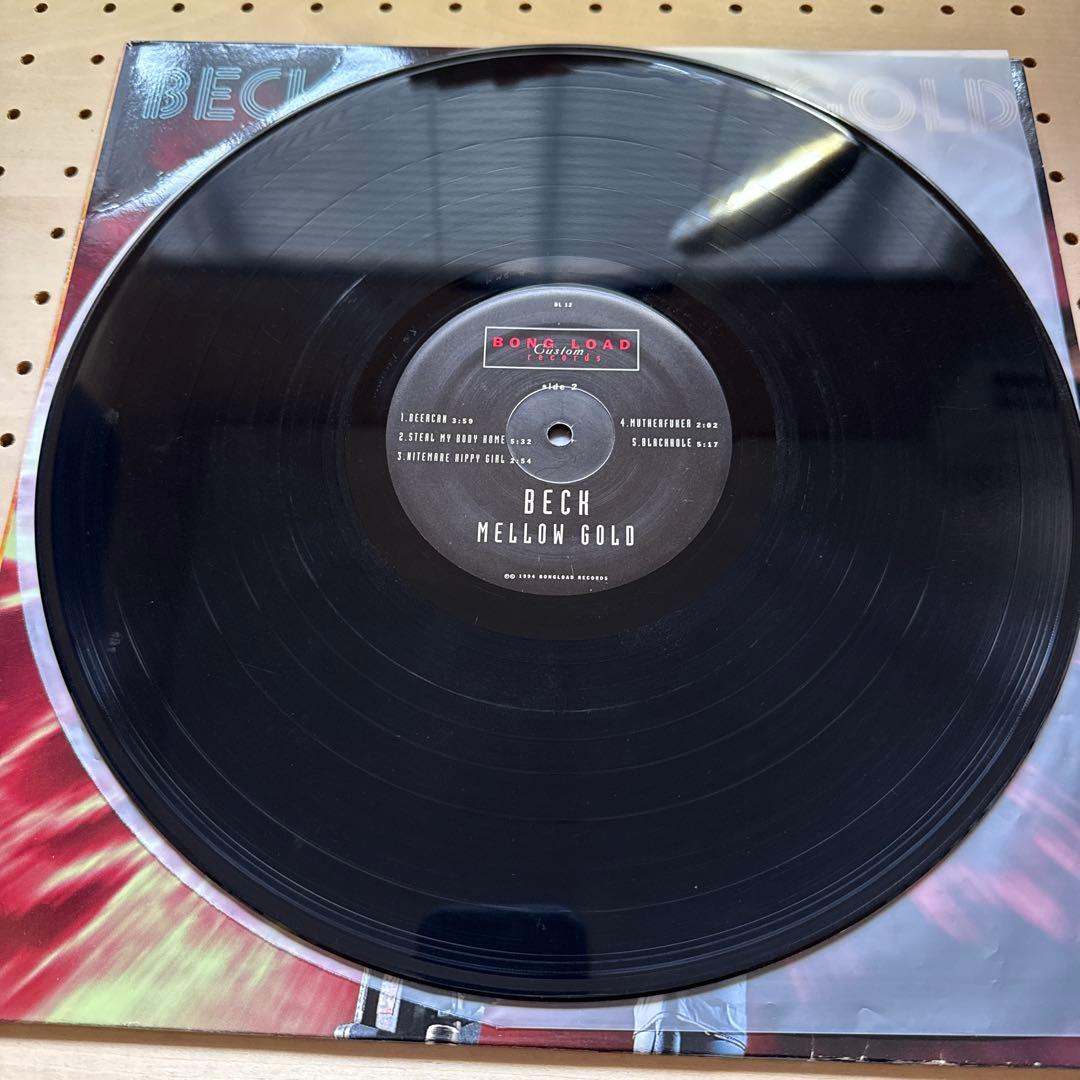 BECK
GOLD
BL 12
BONG LOAD
Custom
records
side 2
1.BEERCAN 3:59
2.STEAL MY BODY HOME 5:32
3.NITEMARE HIPPY GIRL 2:54
4.MUTHERFUKER 2:02
5.BLACKHOLE 5:17
BECK
MELLOW GOLD
℗© 1994 BONGLOAD RECORDS